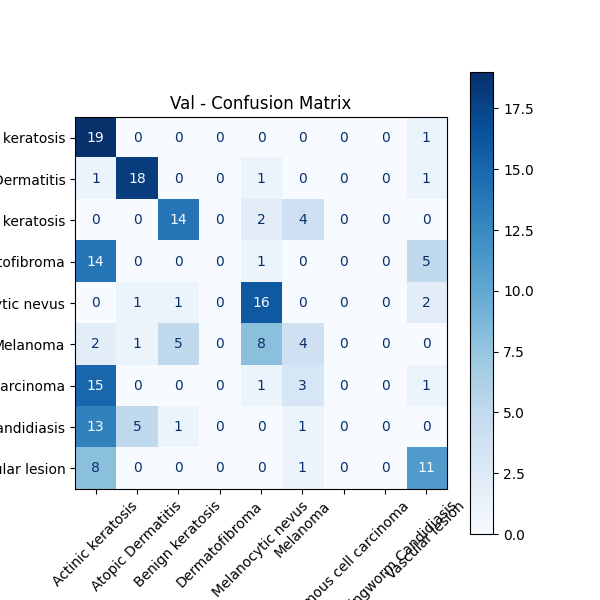 Val - Confusion Matrix
keratosis 19 0 0 0 0 0 0 0 1
Dermatitis 1 18 0 0 1 0 0 0 1
keratosis 0 0 14 0 2 4 0 0 0
tofibroma 14 0 0 0 1 0 0 0 5
ytic nevus 0 1 1 0 16 0 0 0 2
Melanoma 2 1 5 0 8 4 0 0 0
arcinoma 15 0 0 0 1 3 0 0 1
andidiasis 13 5 1 0 0 1 0 0 0
ular lesion 8 0 0 0 0 1 0 0 11
Actinic keratosis
Atopic Dermatitis
Benign keratosis
Dermatofibroma
Melanocytic nevus
Melanoma
mous cell carcinoma
ngworm Candidiasis
Vascular lesion
17.5
15.0
12.5
10.0
7.5
5.0
2.5
0.0